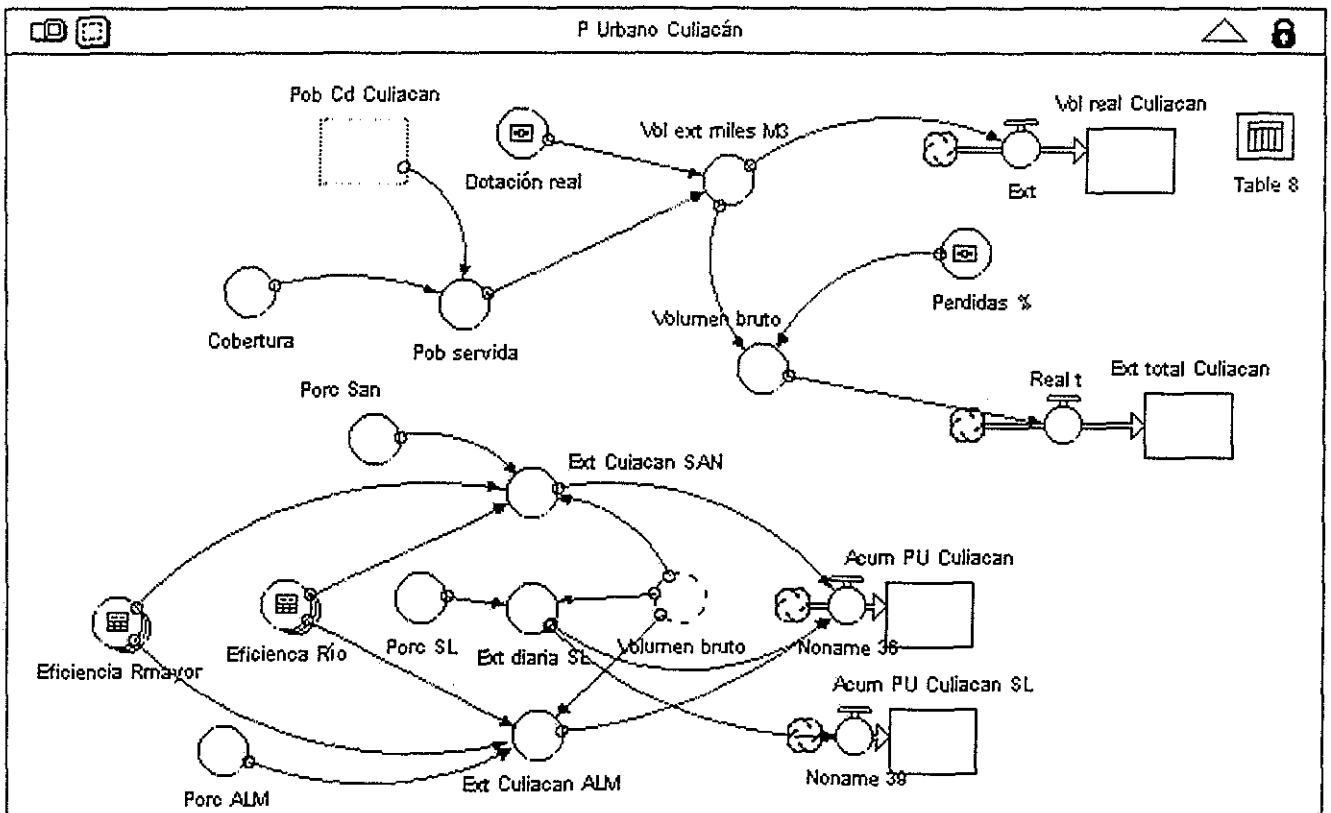 P Urbano Culiacán
Pob Cd Culiacan
Vol real Culiacan
Vol ext miles M3
Dotación real
Ext
Table 8
Perdidas %
Volumen bruto
Cobertura
Pob servida
Real t
Ext total Culiacan
Porc San
Ext Cuiacan SAN
Acum PU Culiacan
Eficiencia Rmayor
Eficienca Río
Porc SL
Ext diaria SL
Volumen bruto
Noname 36
Acum PU Culiacan SL
Porc ALM
Ext Culiacan ALM
Noname 39